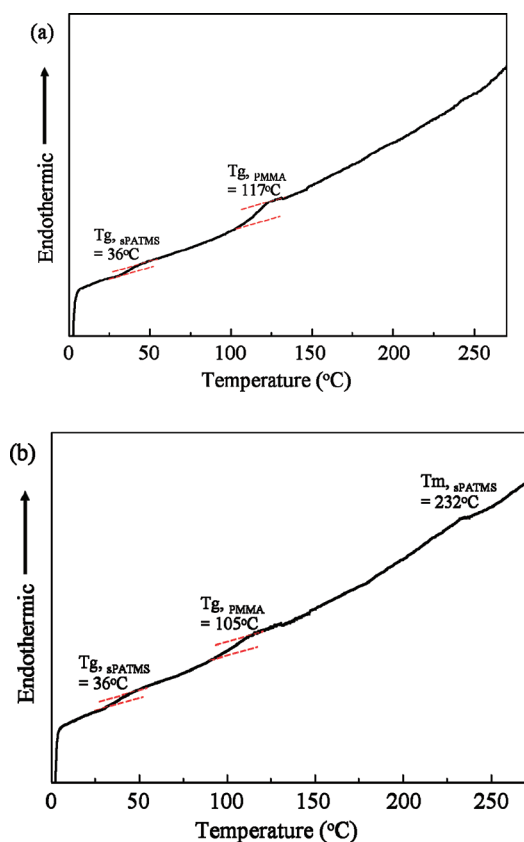 (a)
Endothermic
Tg, PMMA
= 117°C
Tg, sPATMS
= 36°C
0 50 100 150 200 250
Temperature (°C)
(b)
Endothermic
Tm, sPATMS
= 232°C
Tg, PMMA
= 105°C
Tg, sPATMS
= 36°C
0 50 100 150 200 250
Temperature (°C)